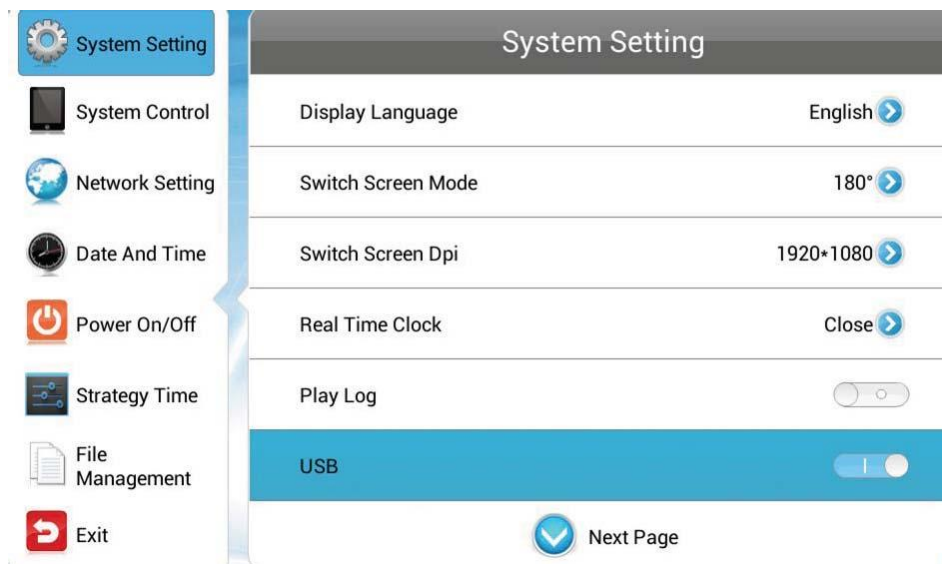 System Setting
System Control
Network Setting
Date And Time
Power On/Off
Strategy Time
File
Management
Exit
System Setting
Display Language English
Switch Screen Mode 180°
Switch Screen Dpi 1920*1080
Real Time Clock Close
Play Log
USB
Next Page